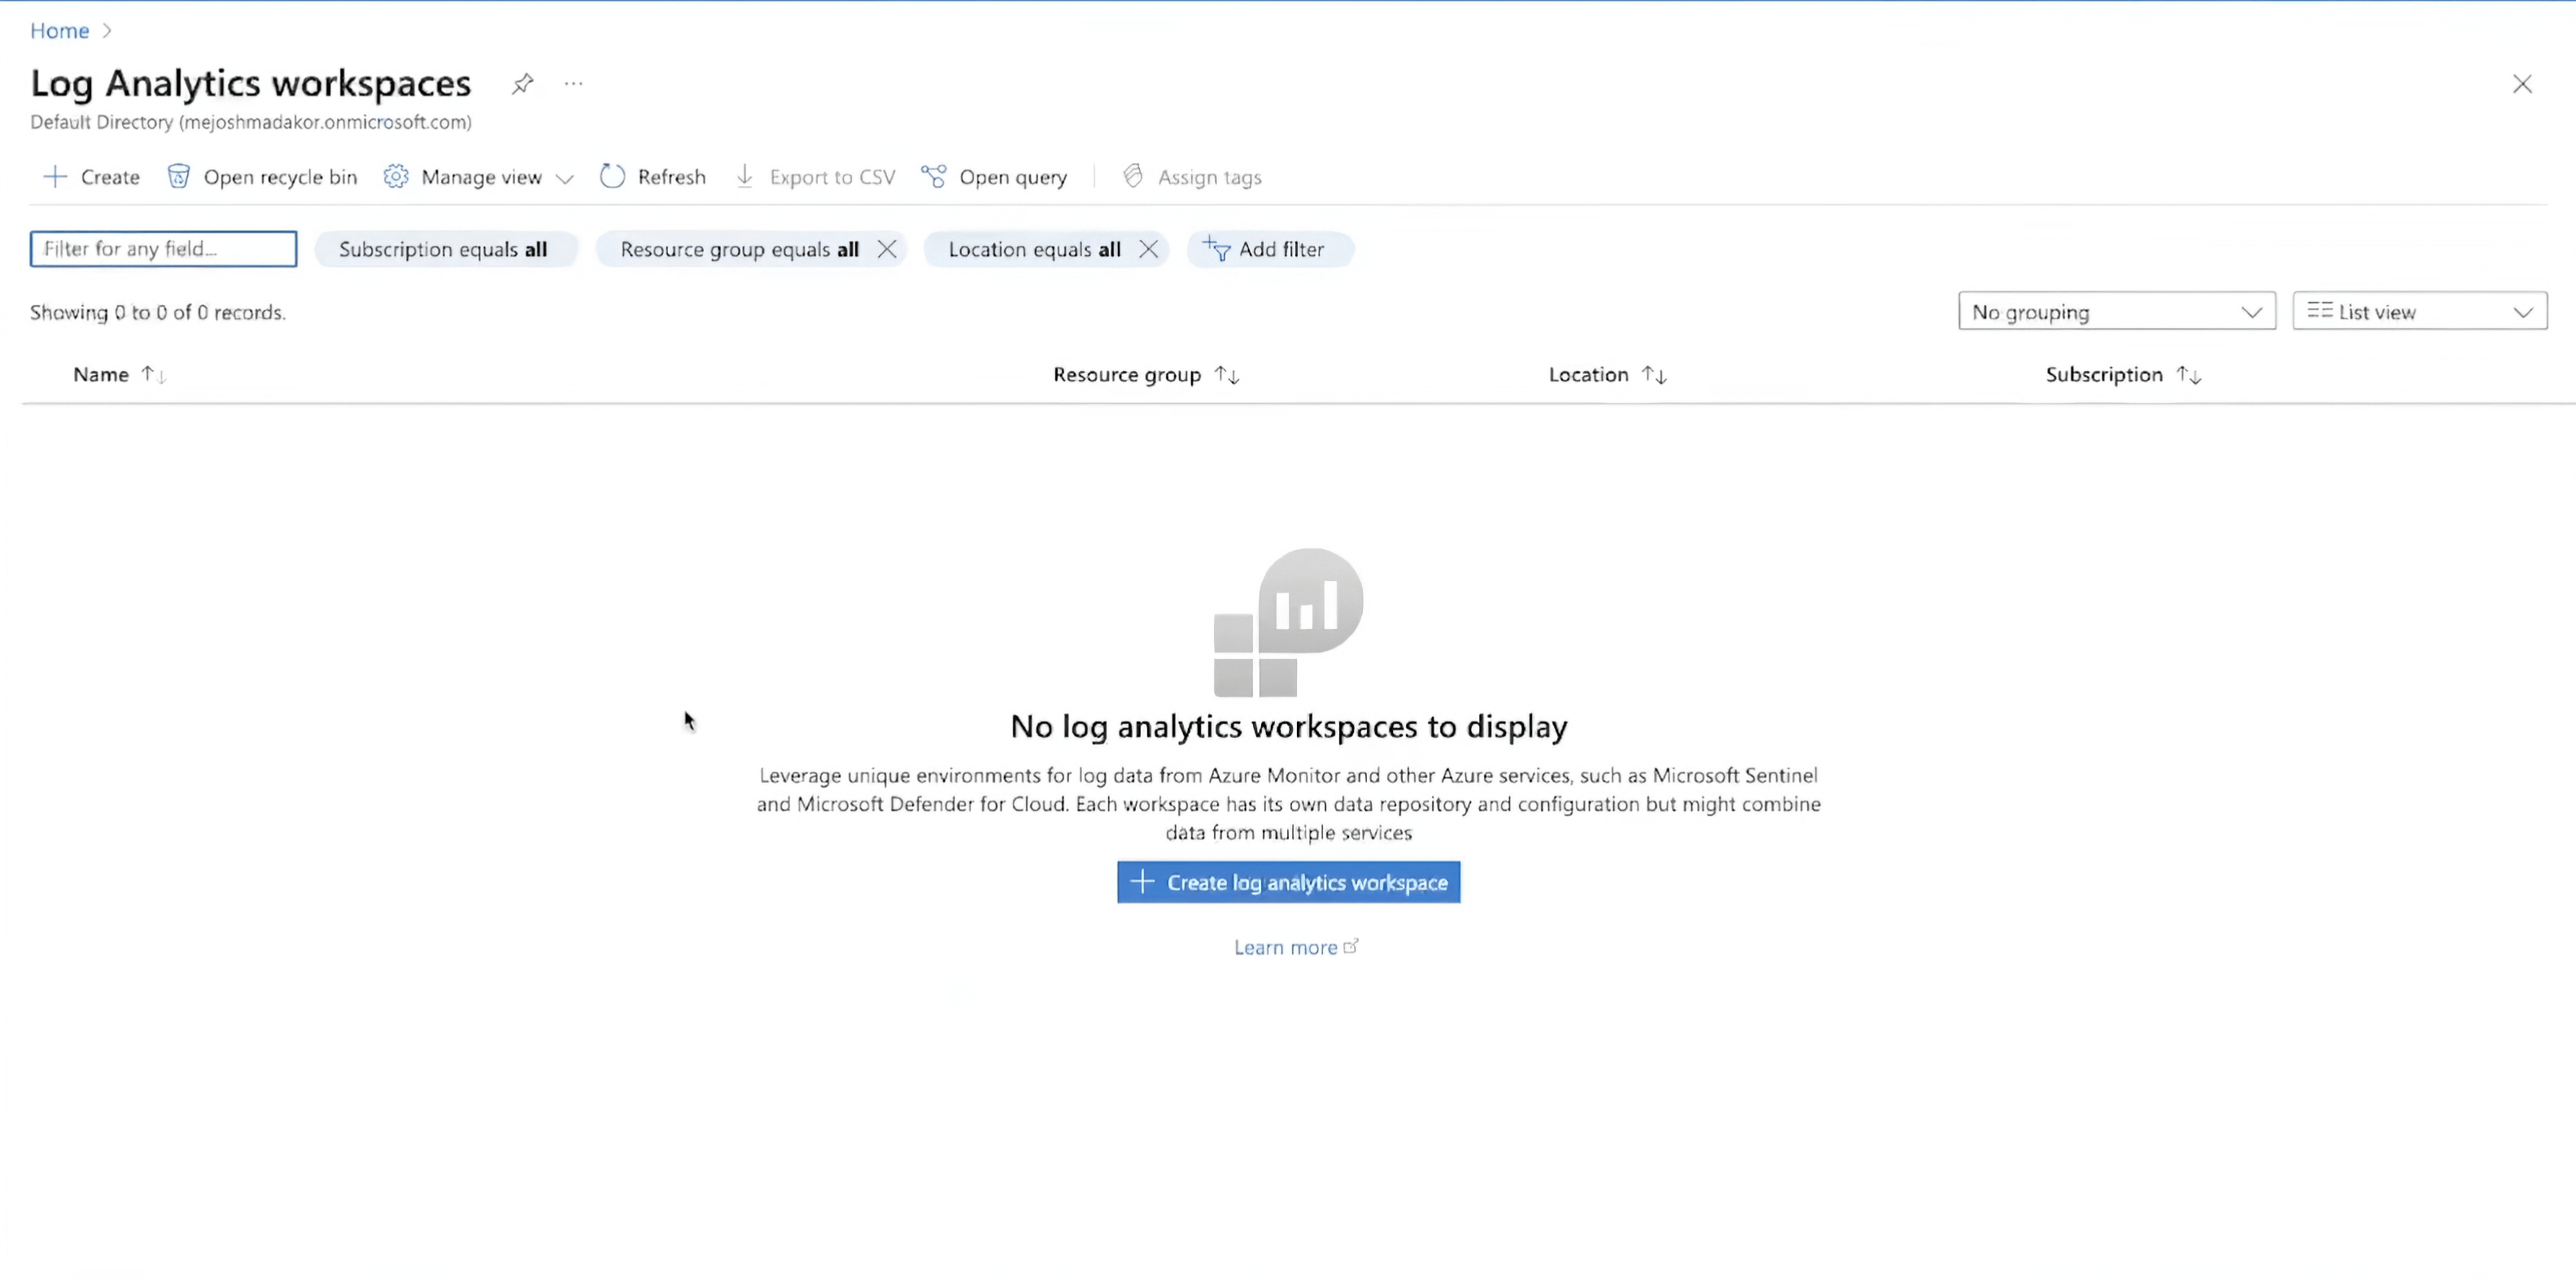 Home
Log Analytics workspaces
Default Directory (mejoshmadakor.onmicrosoft.com)
Create Open recycle bin Manage view Refresh Export to CSV Open query Assign tags
Filter for any field... Subscription equals all Resource group equals all Location equals all Add filter
Showing 0 to 0 of 0 records. No grouping List view
Name Resource group Location Subscription
No log analytics workspaces to display
Leverage unique environments for log data from Azure Monitor and other Azure services, such as Microsoft Sentinel
and Microsoft Defender for Cloud. Each workspace has its own data repository and configuration but might combine
data from multiple services
Create log analytics workspace
Learn more